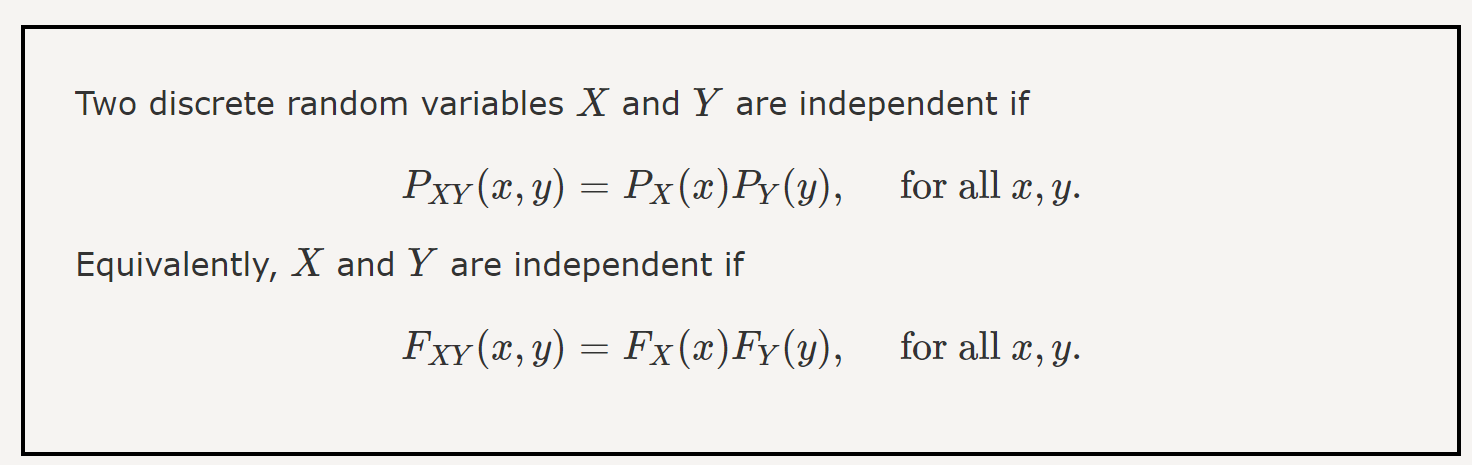 Two discrete random variables X and Y are independent if
P_{XY}(x, y) = P_X(x)P_Y(y), for all x, y.
Equivalently, X and Y are independent if
F_{XY}(x, y) = F_X(x)F_Y(y), for all x, y.